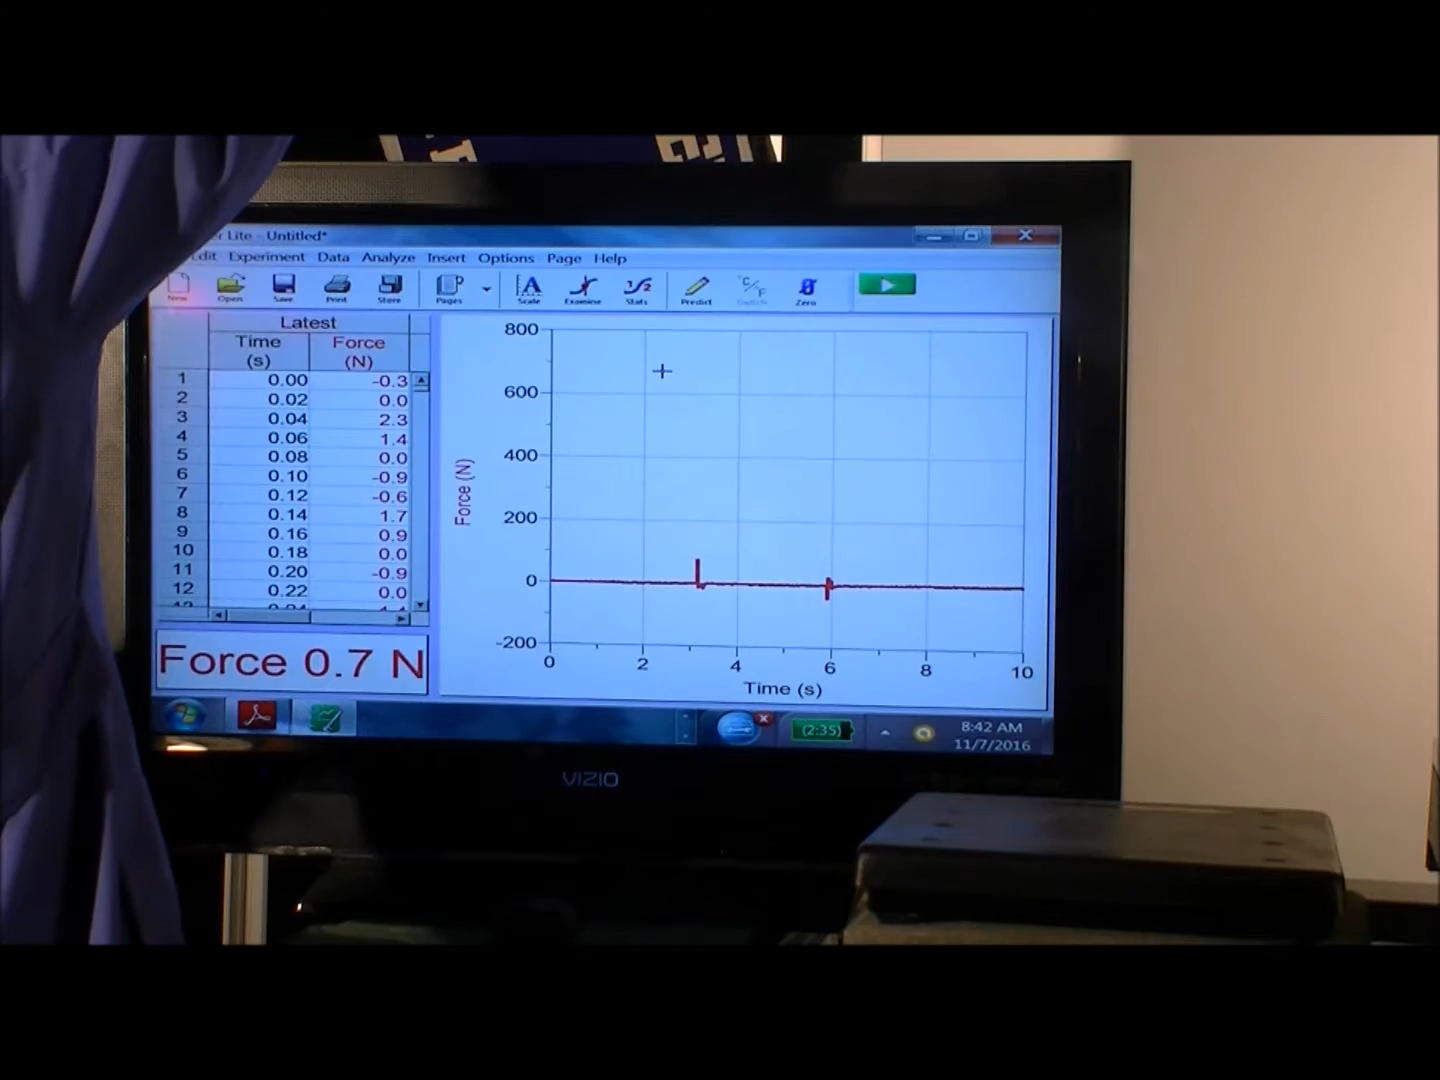 r Lite - Untitled*
dit Experiment Data Analyze Insert Options Page Help
New Open Save Print Store Pages Scale Examine Stats Predict Switch Zero
Latest
Time Force
(s) (N)
1 0.00 -0.3
2 0.02 0.0
3 0.04 2.3
4 0.06 1.4
5 0.08 0.0
6 0.10 -0.9
7 0.12 -0.6
8 0.14 1.7
9 0.16 0.9
10 0.18 0.0
11 0.20 -0.9
12 0.22 0.0
Force 0.7 N
800
600
400
200
0
-200
Force (N)
0 2 4 6 8 10
Time (s)
(2:35)
8:42 AM
11/7/2016
VIZIO